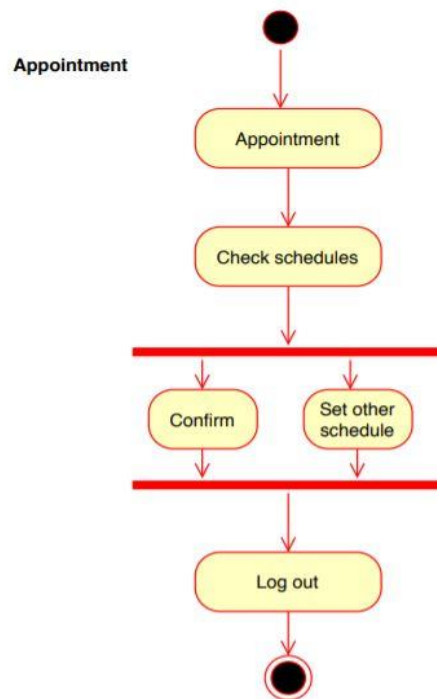 Appointment
Appointment
Check schedules
Confirm
Set other
schedule
Log out